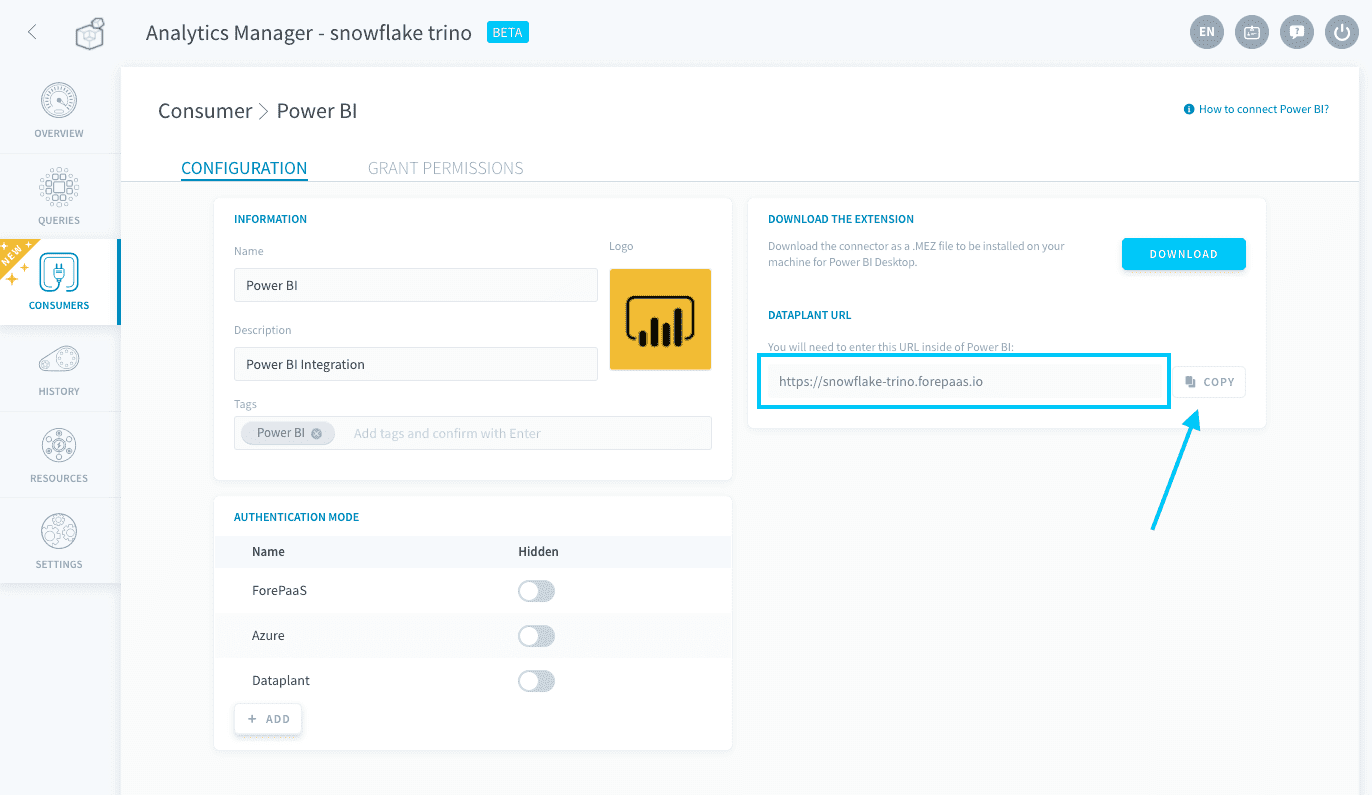 Analytics Manager - snowflake trino BETA
EN
OVERVIEW
QUERIES
NEW
CONSUMERS
HISTORY
RESOURCES
SETTINGS
Consumer > Power BI
How to connect Power BI?
CONFIGURATION
GRANT PERMISSIONS
INFORMATION
Name
Power BI
Logo
Description
Power BI Integration
Tags
Power BI
Add tags and confirm with Enter
AUTHENTICATION MODE
Name Hidden
ForePaaS
Azure
Dataplant
+ ADD
DOWNLOAD THE EXTENSION
Download the connector as a .MEZ file to be installed on your
machine for Power BI Desktop.
DOWNLOAD
DATAPLANT URL
You will need to enter this URL inside of Power BI:
https://snowflake-trino.forepaas.io
COPY